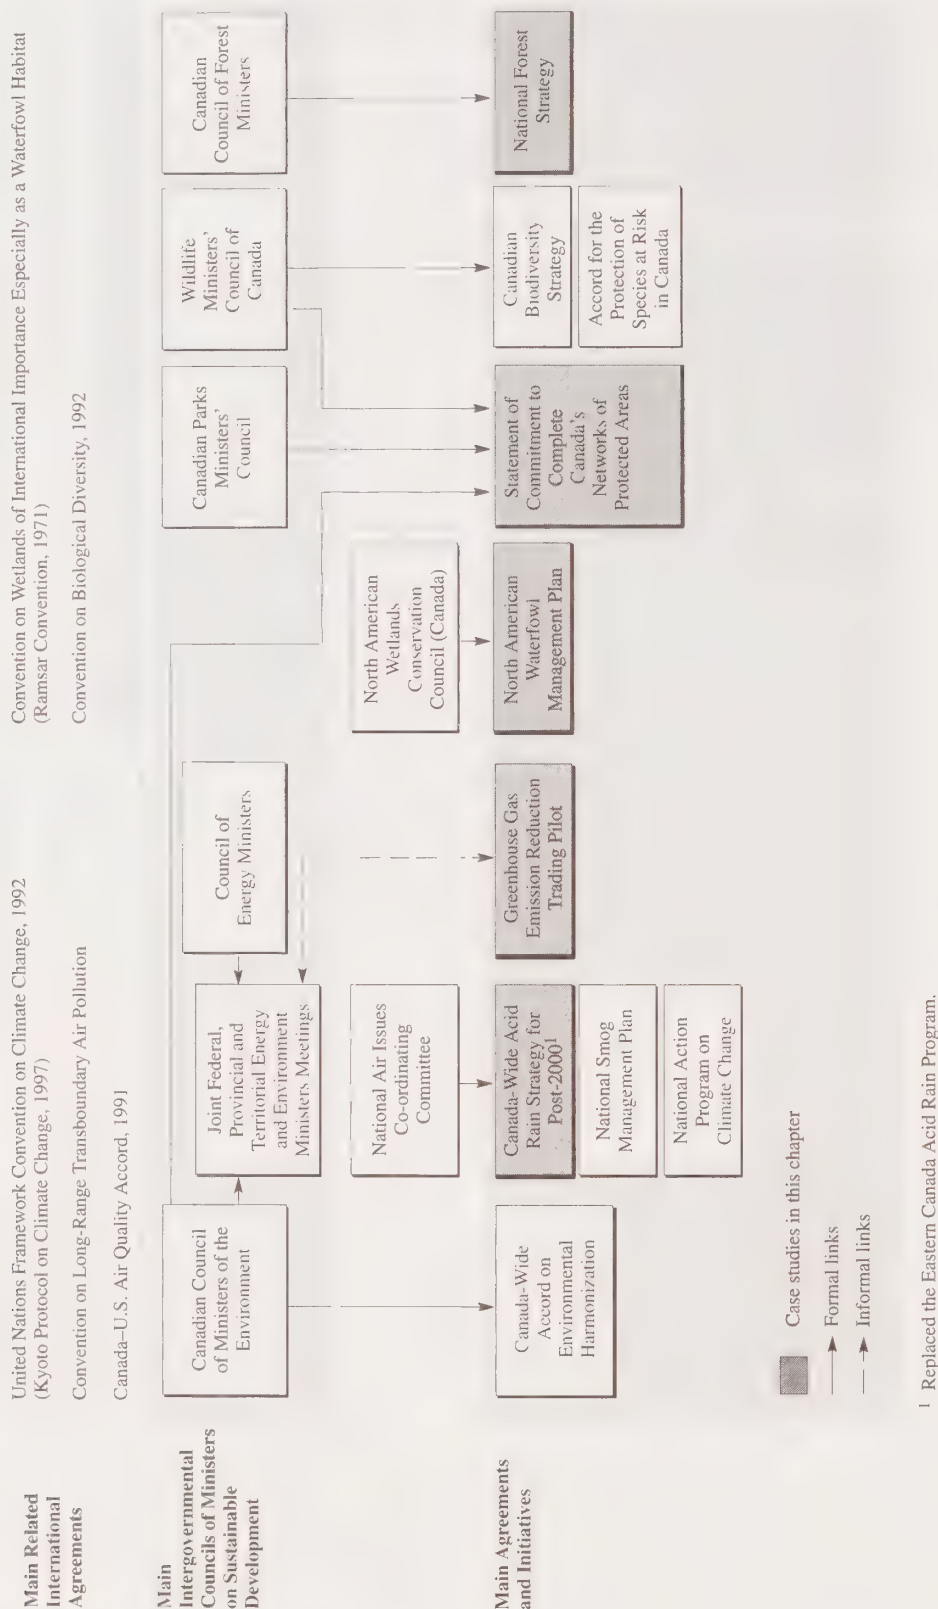 Main Related
International
Agreements
United Nations Framework Convention on Climate Change, 1992
(Kyoto Protocol on Climate Change, 1997)
Convention on Long-Range Transboundary Air Pollution
Canada–U.S. Air Quality Accord, 1991
Convention on Wetlands of International Importance Especially as a Waterfowl Habitat
(Ramsar Convention, 1971)
Convention on Biological Diversity, 1992
Main
Intergovernmental
Councils of Ministers
on Sustainable
Development
Canadian Council
of Ministers of the
Environment
Joint Federal,
Provincial and
Territorial Energy
and Environment
Ministers Meetings
Council of
Energy Ministers
Canadian Parks
Ministers'
Council
Wildlife
Ministers'
Council of
Canada
Canadian
Council of Forest
Ministers
National Air Issues
Co-ordinating
Committee
North American
Wetlands
Conservation
Council (Canada)
Main Agreements
and Initiatives
Canada-Wide
Accord on
Environmental
Harmonization
Canada-Wide Acid
Rain Strategy for
Post-2000¹
National Smog
Management Plan
National Action
Program on
Climate Change
Greenhouse Gas
Emission Reduction
Trading Pilot
North American
Waterfowl
Management Plan
Statement of
Commitment to
Complete
Canada's
Networks of
Protected Areas
Canadian
Biodiversity
Strategy
Accord for the
Protection of
Species at Risk
in Canada
National Forest
Strategy
Case studies in this chapter
Formal links
Informal links
¹ Replaced the Eastern Canada Acid Rain Program.